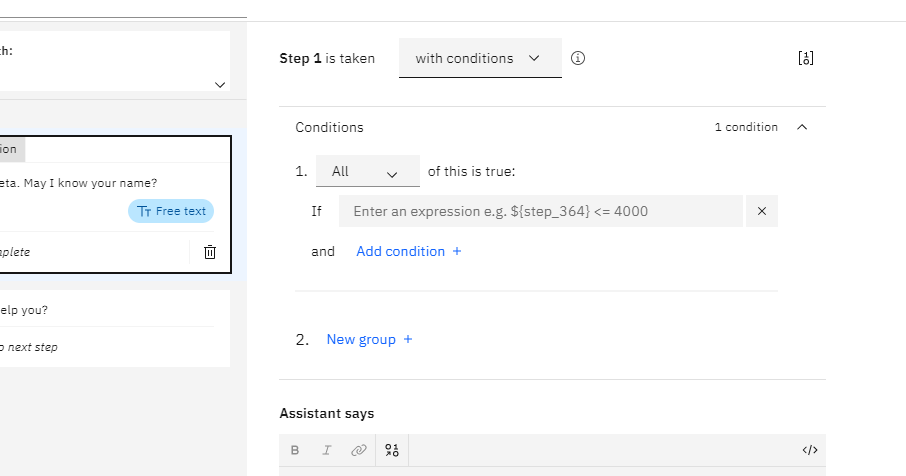 th:
Step 1 is taken with conditions
Conditions 1 condition
ion
eta. May I know your name?
Free text
plete
elp you?
o next step
1. All of this is true:
If Enter an expression e.g. ${step_364} <= 4000
and Add condition +
2. New group +
Assistant says
B I </>